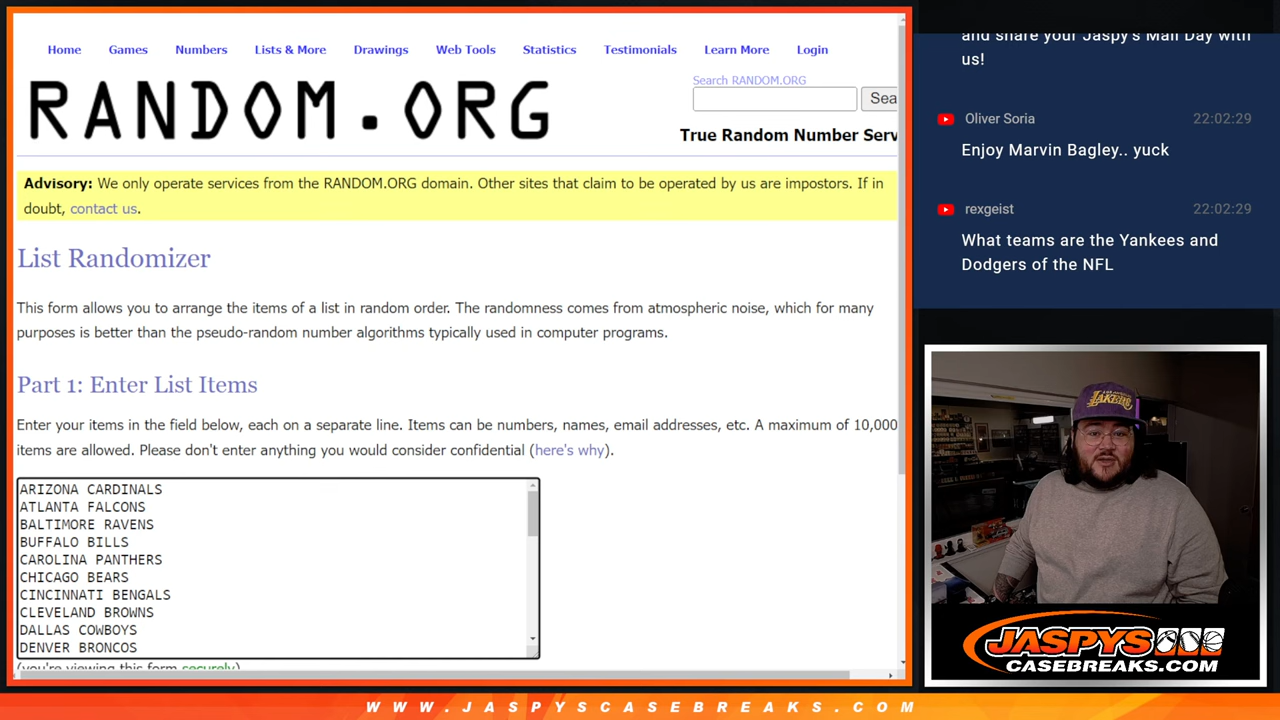 Home Games Numbers Lists & More Drawings Web Tools Statistics Testimonials Learn More Login
RANDOM.ORG
Search RANDOM.ORG
Sea
True Random Number Serv
Advisory: We only operate services from the RANDOM.ORG domain. Other sites that claim to be operated by us are impostors. If in
doubt, contact us.
List Randomizer
This form allows you to arrange the items of a list in random order. The randomness comes from atmospheric noise, which for many
purposes is better than the pseudo-random number algorithms typically used in computer programs.
Part 1: Enter List Items
Enter your items in the field below, each on a separate line. Items can be numbers, names, email addresses, etc. A maximum of 10,000
items are allowed. Please don't enter anything you would consider confidential (here's why).
ARIZONA CARDINALS
ATLANTA FALCONS
BALTIMORE RAVENS
BUFFALO BILLS
CAROLINA PANTHERS
CHICAGO BEARS
CINCINNATI BENGALS
CLEVELAND BROWNS
DALLAS COWBOYS
DENVER BRONCOS
(you're viewing this form securely)
and share your Jaspy's Mail Day with
us!
Oliver Soria 22:02:29
Enjoy Marvin Bagley.. yuck
rexgeist 22:02:29
What teams are the Yankees and
Dodgers of the NFL
LAKERS
JASPYS
CASEBREAKS.COM
WWW.JASPYSCASEBREAKS.COM